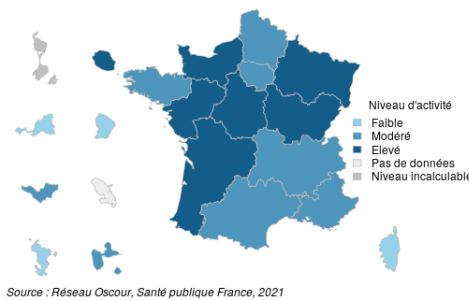 Niveau d'activité
Faible
Modéré
Elevé
Pas de données
Niveau incalculable
Source : Réseau Oscour, Santé publique France, 2021